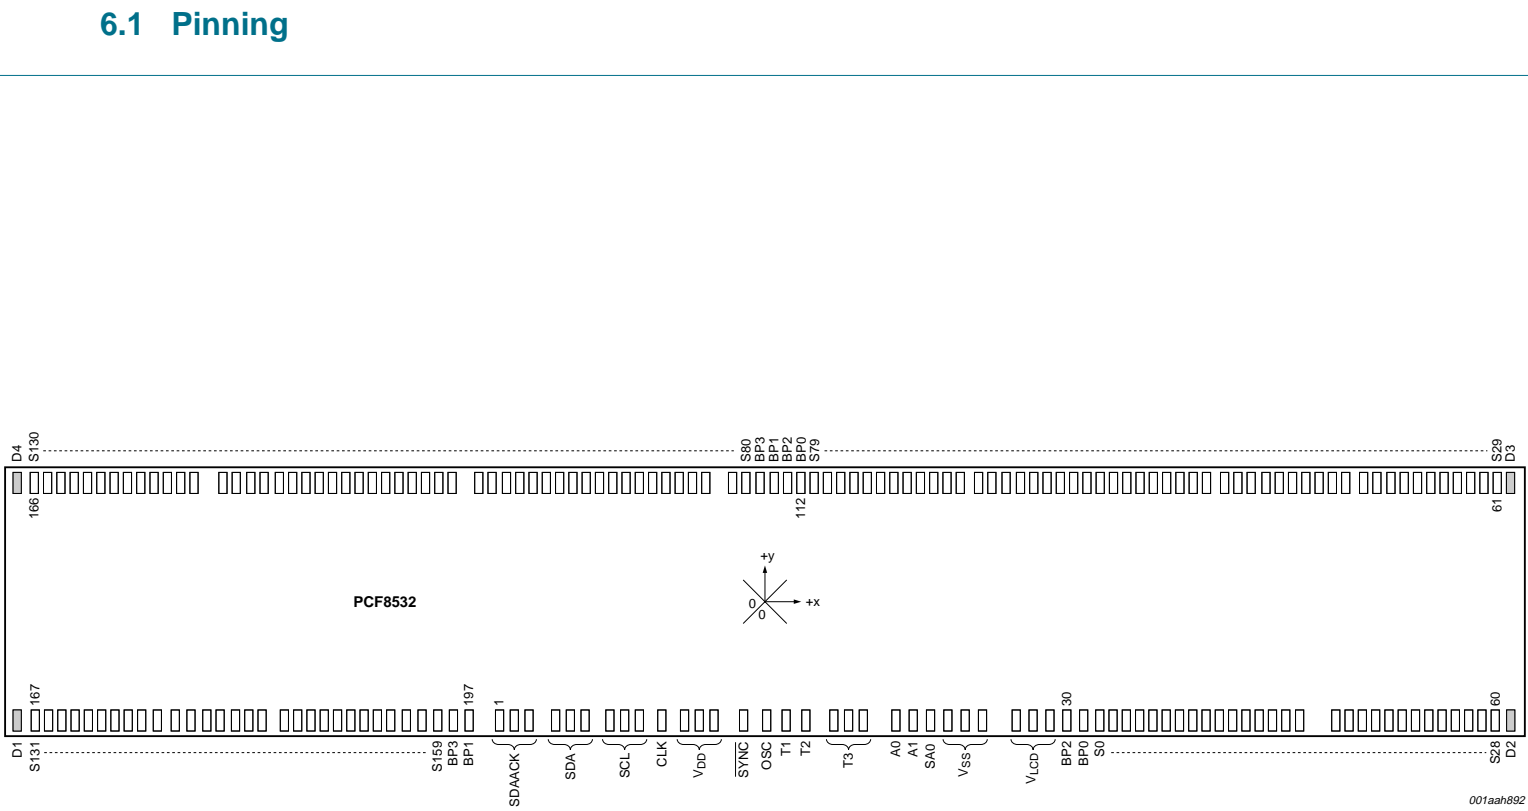 6.1 Pinning
D4
S130
S80
BP3
BP1
BP2
BP0
S79
S29
D3
166
112
61
+y
+x
0
0
PCF8532
167
197
1
30
60
D1
S131
S159
BP3
BP1
SDAACK
SDA
SCL
CLK
VDD
SYNC
OSC
T1
T2
T3
A0
A1
SA0
VSS
VLCD
BP2
BP0
S0
S28
D2
001aah892